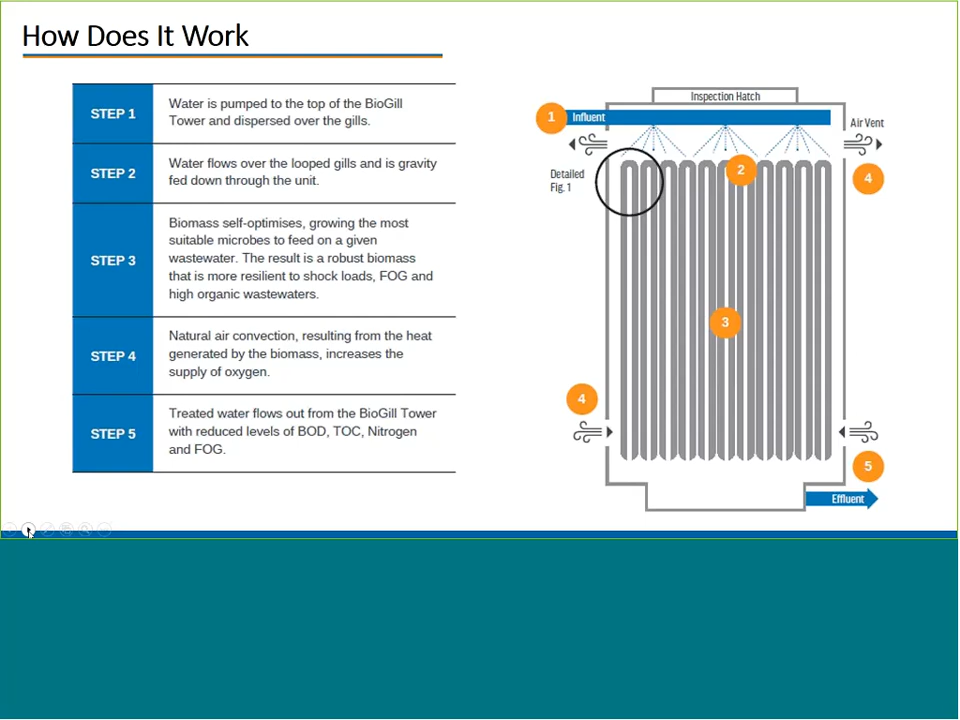 How Does It Work
STEP 1
Water is pumped to the top of the BioGill
Tower and dispersed over the gills.
STEP 2
Water flows over the looped gills and is gravity
fed down through the unit.
STEP 3
Biomass self-optimises, growing the most
suitable microbes to feed on a given
wastewater. The result is a robust biomass
that is more resilient to shock loads, FOG and
high organic wastewaters.
STEP 4
Natural air convection, resulting from the heat
generated by the biomass, increases the
supply of oxygen.
STEP 5
Treated water flows out from the BioGill Tower
with reduced levels of BOD, TOC, Nitrogen
and FOG.
Inspection Hatch
1 Influent
Air Vent
Detailed
Fig. 1
2
4
3
4
5
Effluent